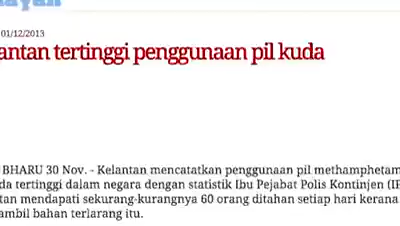 01/12/2013
antan tertinggi penggunaan pil kuda
BHARU 30 Nov. - Kelantan mencatatkan penggunaan pil methamphetam
da tertinggi dalam negara dengan statistik Ibu Pejabat Polis Kontinjen (IP
tan mendapati sekurang-kurangnya 60 orang ditahan setiap hari kerana
ambil bahan terlarang itu.